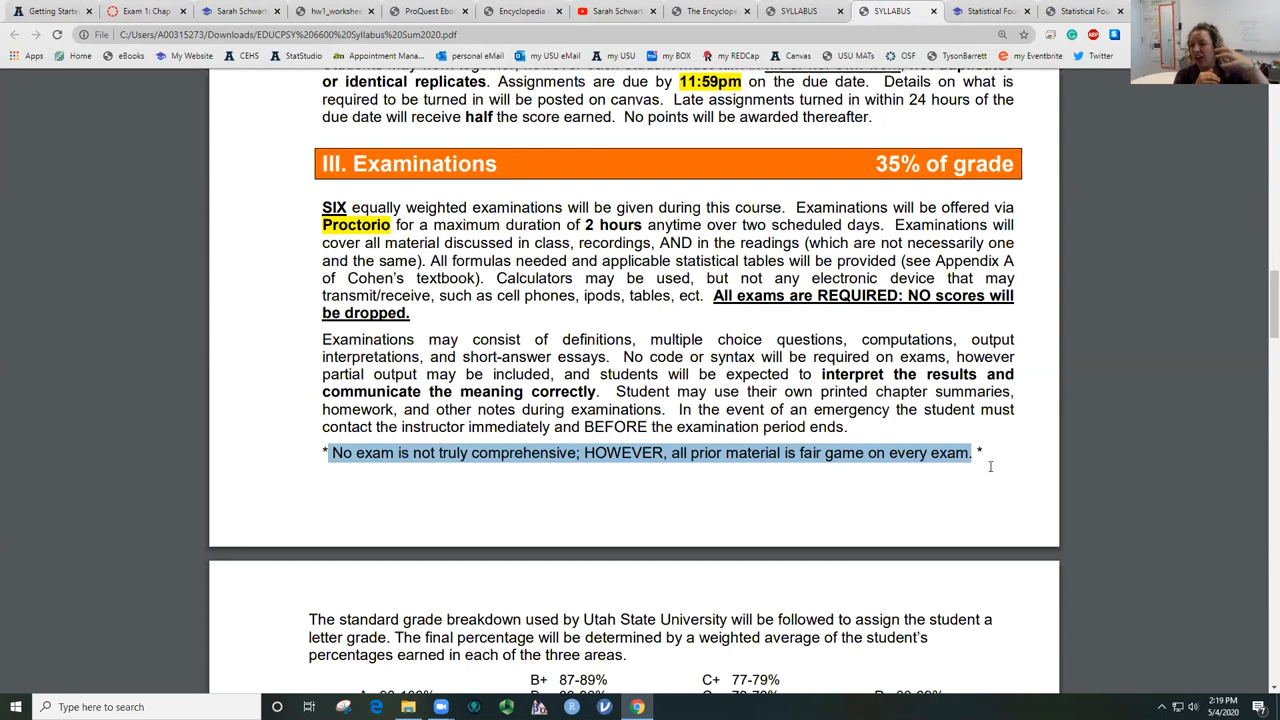 Getting Starte
Exam 1: Chap
Sarah Schwart
hw1_workshee
ProQuest Eboo
Encyclopedia
Sarah Schwart
The Encyclop
SYLLABUS
SYLLABUS
Statistical Fou
Statistical Fou
File
C:/Users/A00315273/Downloads/EDUCPSY%206600%20Syllabus%20Sum%202020.pdf
Apps Home eBooks MyWebsite CEHS StatStudio Appointment Manag... personal eMail my USU eMail my USU my BOX my REDCap Canvas USU MATs OSF TysonBarrett my Eventbrite Twitter
or identical replicates. Assignments are due by 11:59pm on the due date. Details on what is
required to be turned in will be posted on canvas. Late assignments turned in within 24 hours of the
due date will receive half the score earned. No points will be awarded thereafter.
III. Examinations 35% of grade
SIX equally weighted examinations will be given during this course. Examinations will be offered via
Proctorio for a maximum duration of 2 hours anytime over two scheduled days. Examinations will
cover all material discussed in class, recordings, AND in the readings (which are not necessarily one
and the same). All formulas needed and applicable statistical tables will be provided (see Appendix A
of Cohen's textbook). Calculators may be used, but not any electronic device that may
transmit/receive, such as cell phones, ipods, tables, ect. All exams are REQUIRED: NO scores will
be dropped.
Examinations may consist of definitions, multiple choice questions, computations, output
interpretations, and short-answer essays. No code or syntax will be required on exams, however
partial output may be included, and students will be expected to interpret the results and
communicate the meaning correctly. Student may use their own printed chapter summaries,
homework, and other notes during examinations. In the event of an emergency the student must
contact the instructor immediately and BEFORE the examination period ends.
* No exam is not truly comprehensive; HOWEVER, all prior material is fair game on every exam. *
The standard grade breakdown used by Utah State University will be followed to assign the student a
letter grade. The final percentage will be determined by a weighted average of the student's
percentages earned in each of the three areas.
B+ 87-89% C+ 77-79%
Type here to search
2:19 PM
5/4/2020